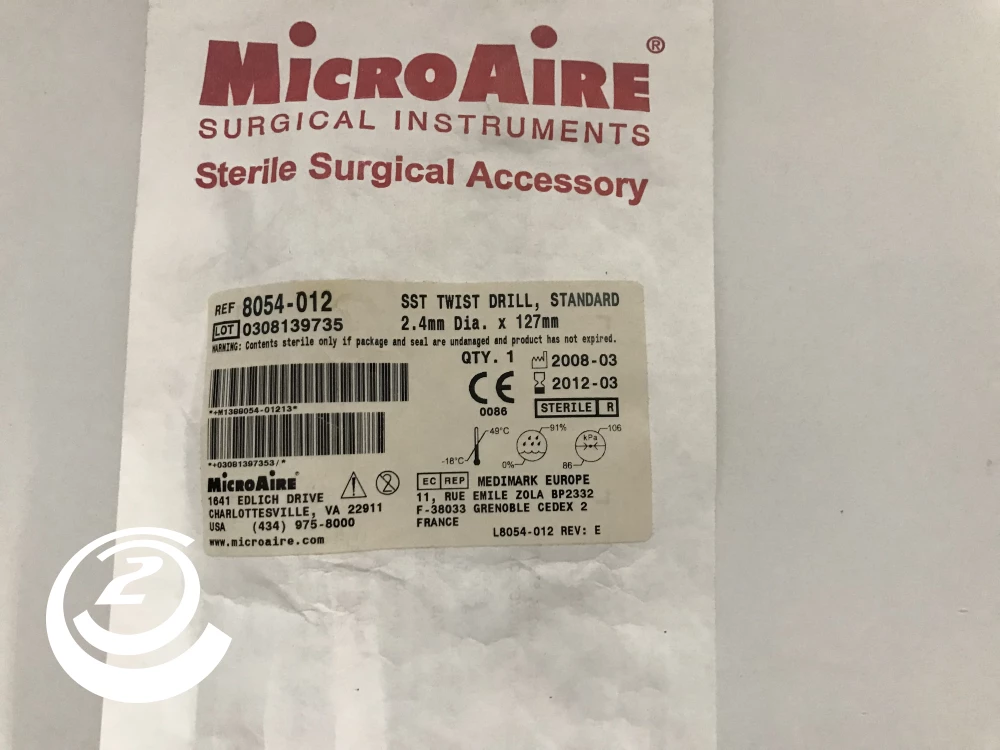 MICROAIRE®
SURGICAL INSTRUMENTS
Sterile Surgical Accessory
REF 8054-012
SST TWIST DRILL, STANDARD
LOT 0308139735
2.4mm Dia. x 127mm
WARNING: Contents sterile only if package and seal are undamaged and product has not expired.
QTY. 1
2008-03
2012-03
CE
0086
STERILE R
*+M1388054-01213*
*+03081397353/*
49°C
-18°C
91%
0%
kPa
106
86
MICROAIRE®
1641 EDLICH DRIVE
CHARLOTTESVILLE, VA 22911
USA (434) 975-8000
www.microaire.com
EC REP MEDIMARK EUROPE
11, RUE EMILE ZOLA BP2332
F-38033 GRENOBLE CEDEX 2
FRANCE
L8054-012 REV: E
2